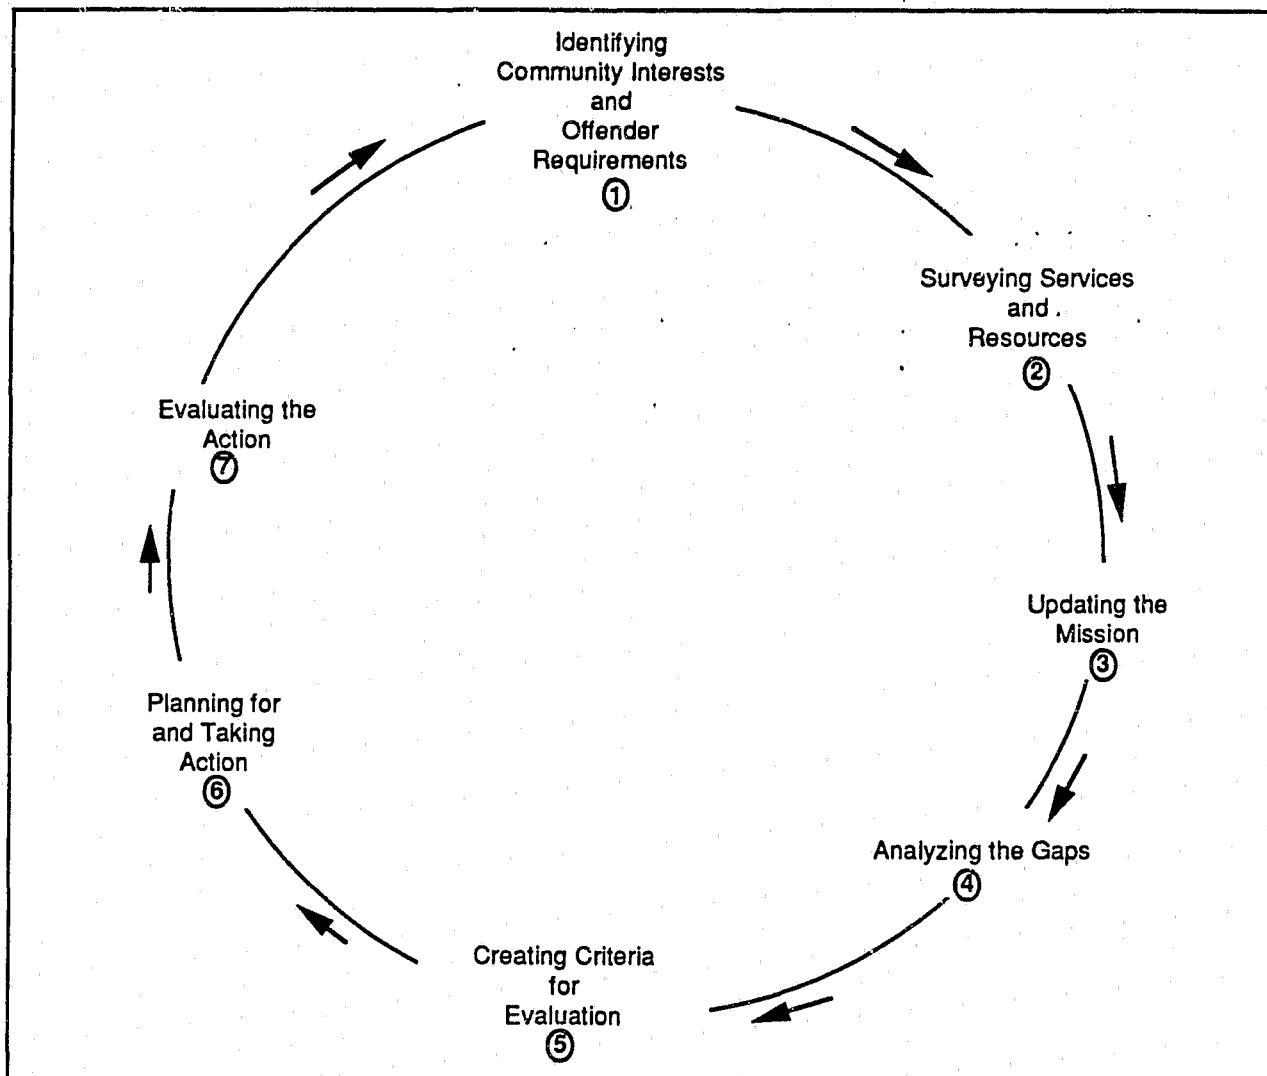 Identifying
Community Interests
and
Offender
Requirements
1
Surveying Services
and
Resources
2
Updating the
Mission
3
Analyzing the Gaps
4
Creating Criteria
for
Evaluation
5
Planning for
and Taking
Action
6
Evaluating the
Action
7